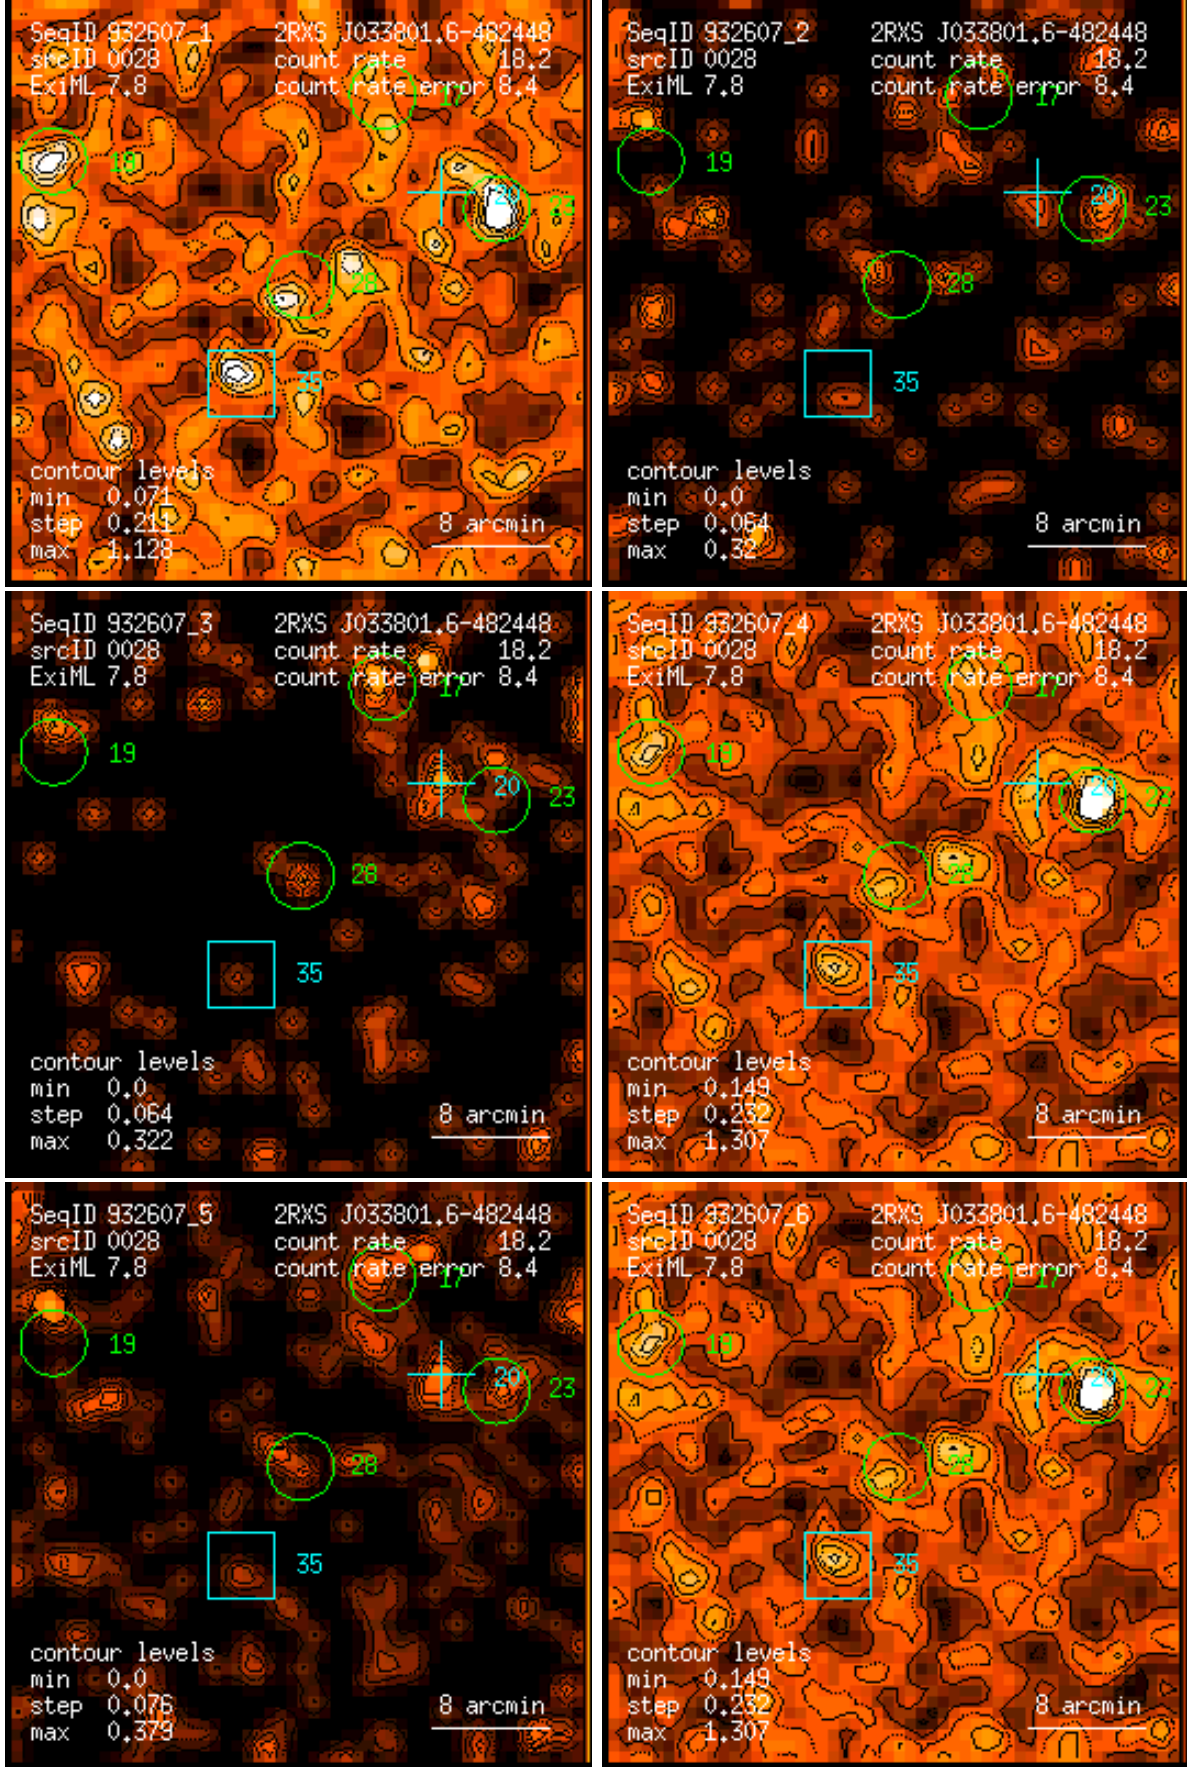 SeqID 932607_1 2RXS J033801.6-482448
srcID 0028 count rate 18.2
ExiML 7.8 count rate error 8.4
17
19
20 23
28
35
contour levels
min 0.071
step 0.211
max 1.128
8 arcmin
SeqID 932607_2 2RXS J033801.6-482448
srcID 0028 count rate 18.2
ExiML 7.8 count rate error 8.4
17
19
20 23
28
35
contour levels
min 0.0
step 0.064
max 0.32
8 arcmin
SeqID 932607_3 2RXS J033801.6-482448
srcID 0028 count rate 18.2
ExiML 7.8 count rate error 8.4
17
19
20 23
28
35
contour levels
min 0.0
step 0.064
max 0.322
8 arcmin
SeqID 932607_4 2RXS J033801.6-482448
srcID 0028 count rate 18.2
ExiML 7.8 count rate error 8.4
17
19
20 23
28
35
contour levels
min 0.149
step 0.232
max 1.307
8 arcmin
SeqID 932607_5 2RXS J033801.6-482448
srcID 0028 count rate 18.2
ExiML 7.8 count rate error 8.4
17
19
20 23
28
35
contour levels
min 0.0
step 0.076
max 0.379
8 arcmin
SeqID 932607_6 2RXS J033801.6-482448
srcID 0028 count rate 18.2
ExiML 7.8 count rate error 8.4
17
19
20 23
28
35
contour levels
min 0.149
step 0.232
max 1.307
8 arcmin